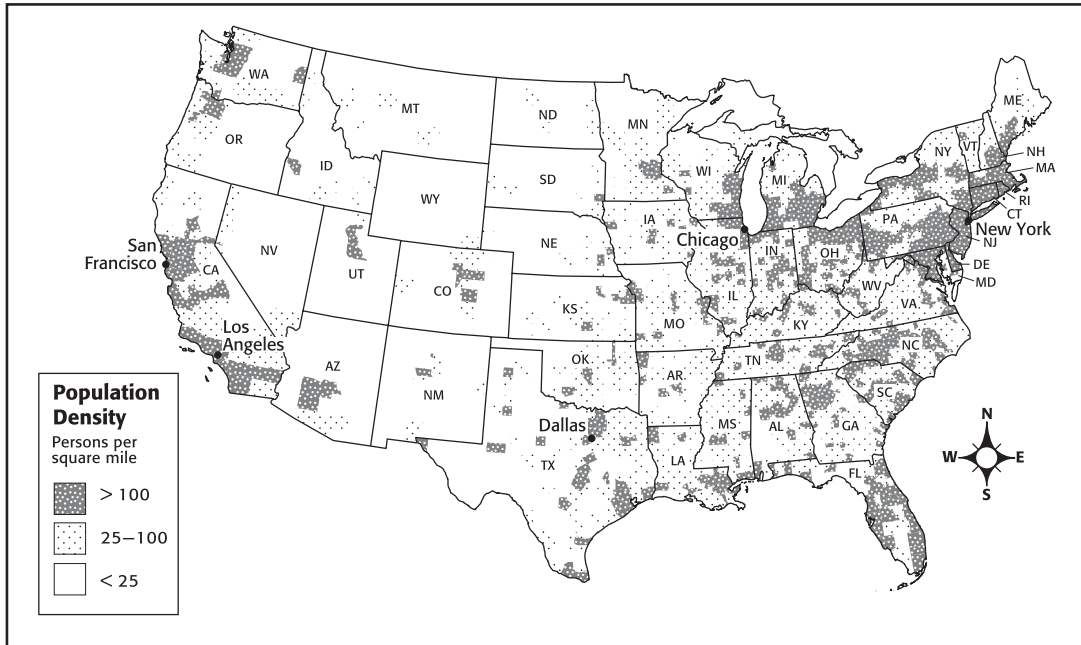 WA
MT
ND
MN
ME
OR
ID
SD
WI
MI
NY
VT
NH
MA
WY
RI
CT
IA
PA
New York
NJ
Chicago
San
Francisco
NV
NE
CA
UT
CO
IL
IN
OH
DE
MD
WV
VA
KS
MO
KY
Los
Angeles
NC
TN
OK
AR
AZ
NM
SC
Dallas
MS
AL
GA
TX
LA
FL
Population
Density
Persons per
square mile
> 100
25–100
< 25
N
W
E
S